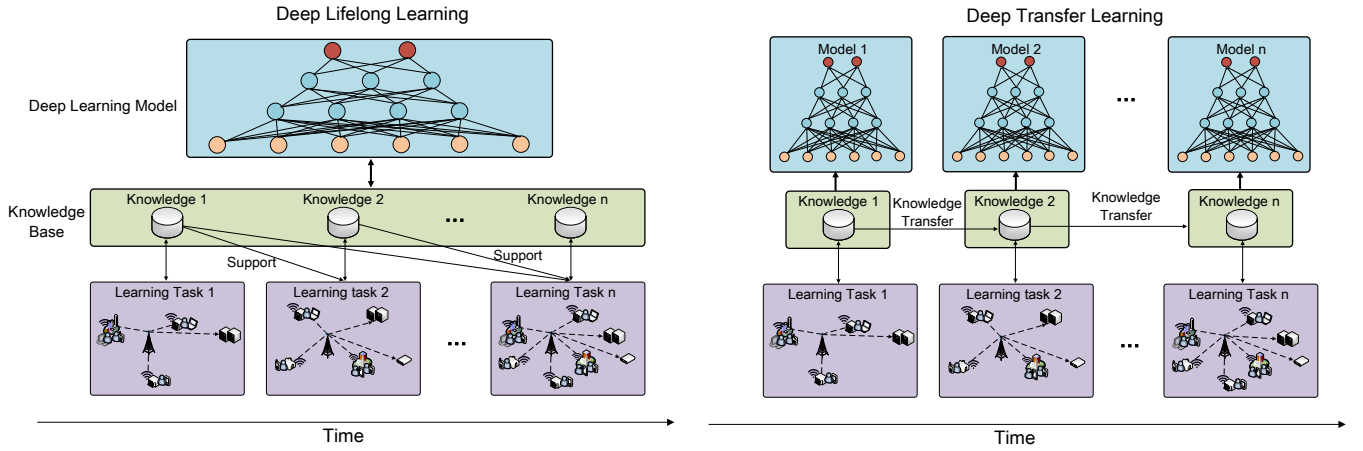 Deep Lifelong Learning
Deep Learning Model
Knowledge
Base
Knowledge 1
Knowledge 2
...
Knowledge n
Support
Support
Learning Task 1
Learning task 2
...
Learning Task n
Time
Deep Transfer Learning
Model 1
Model 2
...
Model n
Knowledge 1
Knowledge
Transfer
Knowledge 2
Knowledge
Transfer
Knowledge n
Learning Task 1
Learning task 2
...
Learning Task n
Time